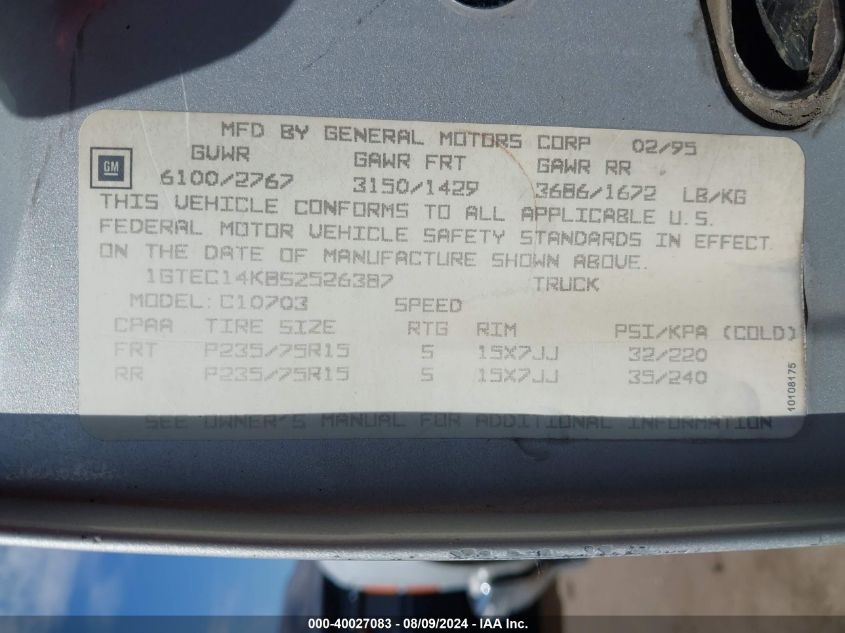 MFD BY GENERAL MOTORS CORP 02/95
GM
GVWR GAWR FRT GAWR RR
6100/2767 3150/1429 3686/1672 LB/KG
THIS VEHICLE CONFORMS TO ALL APPLICABLE U.S.
FEDERAL MOTOR VEHICLE SAFETY STANDARDS IN EFFECT
ON THE DATE OF MANUFACTURE SHOWN ABOVE.
1GTEC14K8S2526387 TRUCK
MODEL: C10703 SPEED
CPAA TIRE SIZE RTG RIM PSI/KPA (COLD)
FRT P235/75R15 S 15X7JJ 32/220
RR P235/75R15 S 15X7JJ 35/240
SEE OWNER'S MANUAL FOR ADDITIONAL INFORMATION
10108175
000-40027083 - 08/09/2024 - IAA Inc.